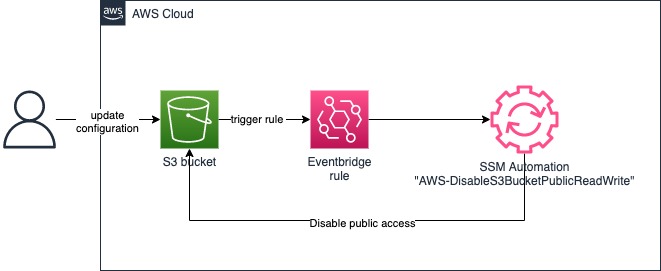 aws
AWS Cloud
update
configuration
S3 bucket
trigger rule
Eventbridge
rule
SSM Automation
"AWS-DisableS3BucketPublicReadWrite"
Disable public access